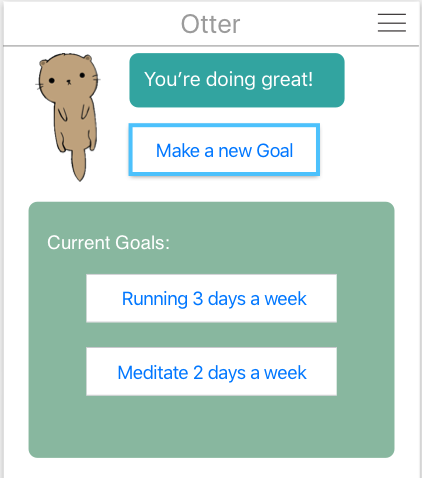 Otter
You’re doing great!
Make a new Goal
Current Goals:
Running 3 days a week
Meditate 2 days a week